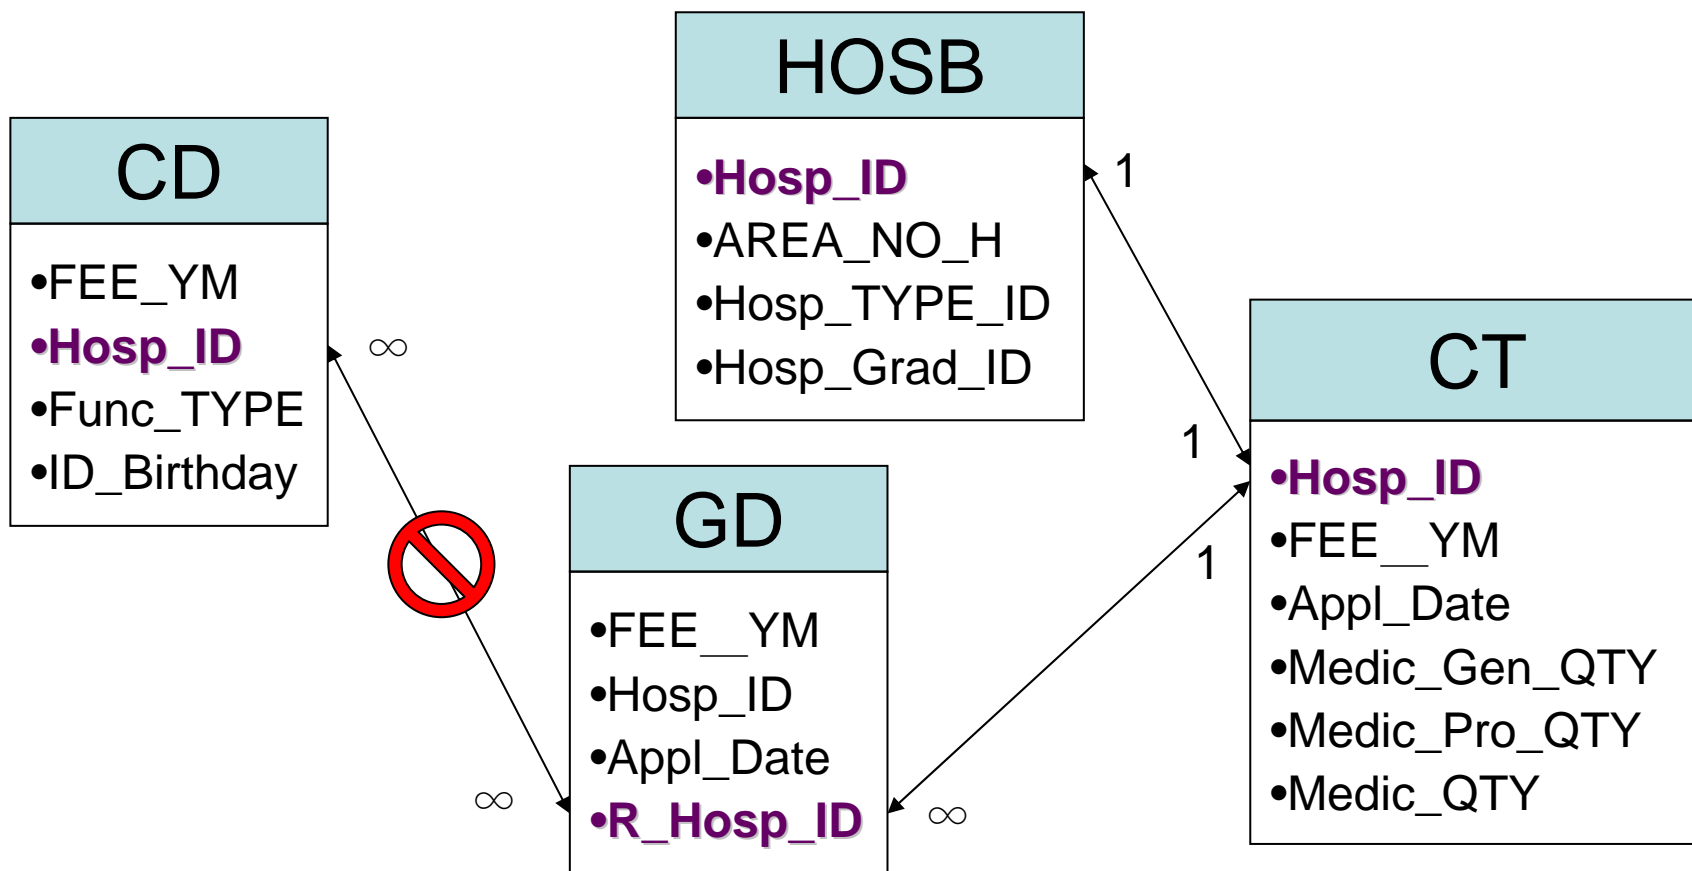 CD
•FEE_YM
•Hosp_ID
•Func_TYPE
•ID_Birthday
∞
HOSB
•Hosp_ID
•AREA_NO_H
•Hosp_TYPE_ID
•Hosp_Grad_ID
1
1
GD
•FEE__YM
•Hosp_ID
•Appl_Date
•R_Hosp_ID
∞
∞
1
CT
•Hosp_ID
•FEE__YM
•Appl_Date
•Medic_Gen_QTY
•Medic_Pro_QTY
•Medic_QTY